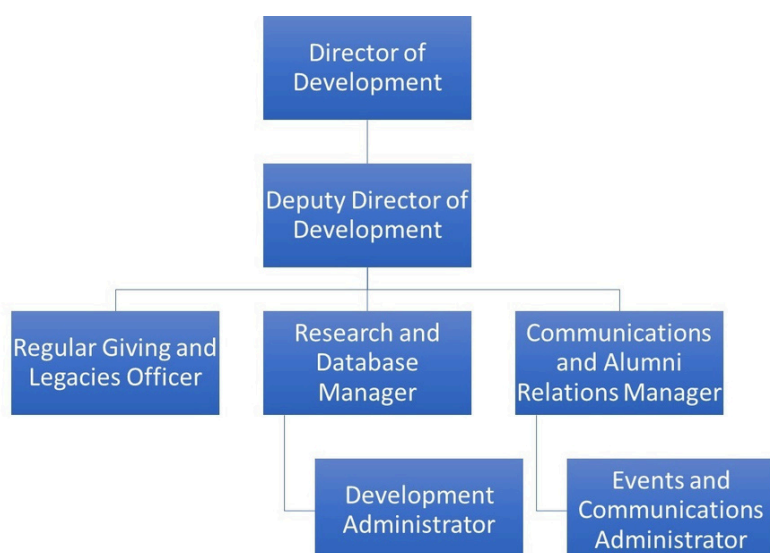 Director of
Development
Deputy Director of
Development
Regular Giving and
Legacies Officer
Research and
Database
Manager
Communications
and Alumni
Relations Manager
Development
Administrator
Events and
Communications
Administrator